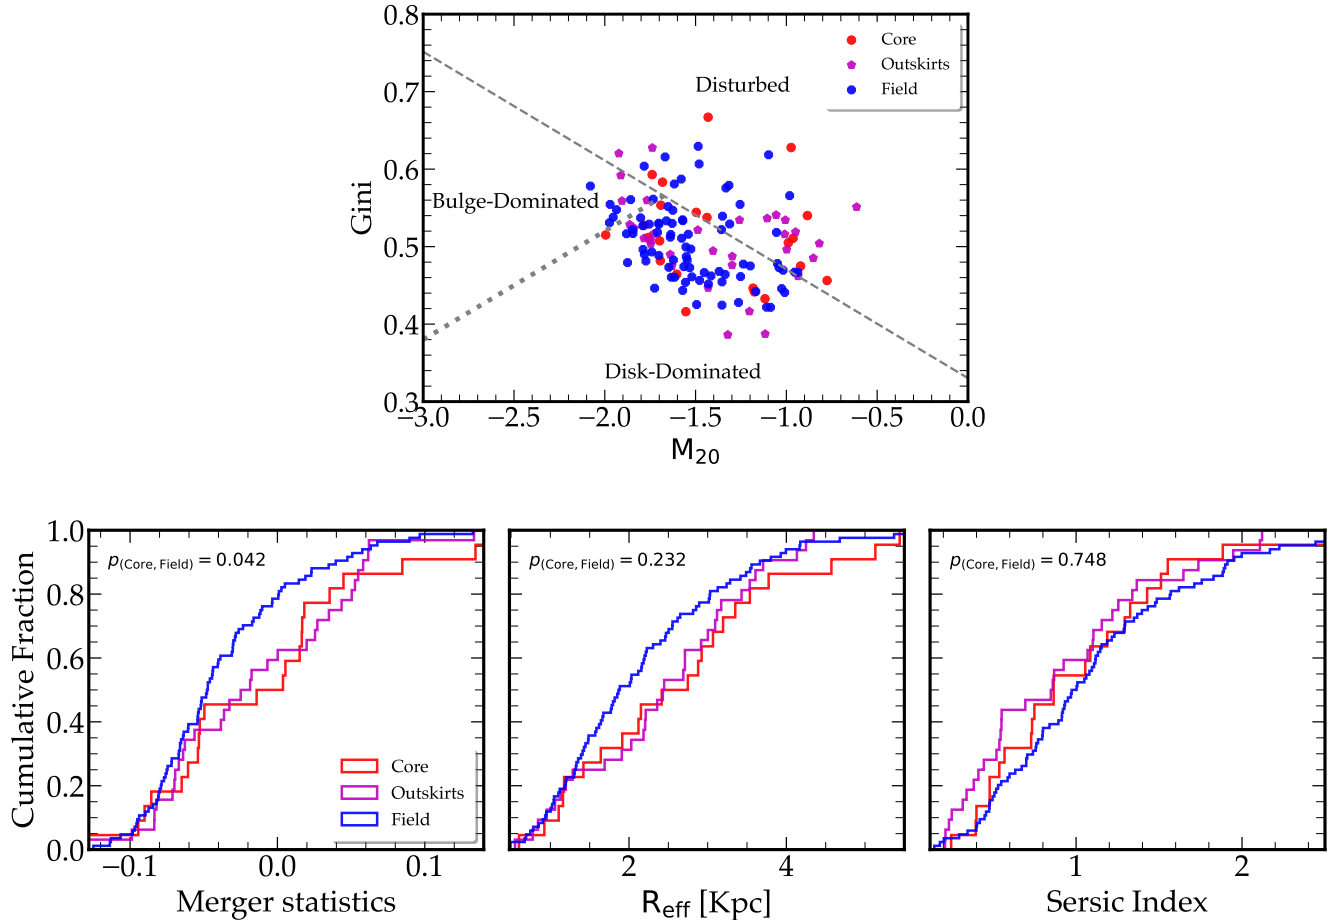 0.8
0.7
0.6
0.5
0.4
0.3
Gini
Core
Outskirts
Field
Disturbed
Bulge-Dominated
Disk-Dominated
−3.0 −2.5 −2.0 −1.5 −1.0 −0.5 0.0
M20
1.0
0.8
0.6
0.4
0.2
0.0
Cumulative Fraction
p(Core, Field) = 0.042
Core
Outskirts
Field
−0.1 0.0 0.1
Merger statistics
p(Core, Field) = 0.232
2 4
Reff [Kpc]
p(Core, Field) = 0.748
1 2
Sersic Index